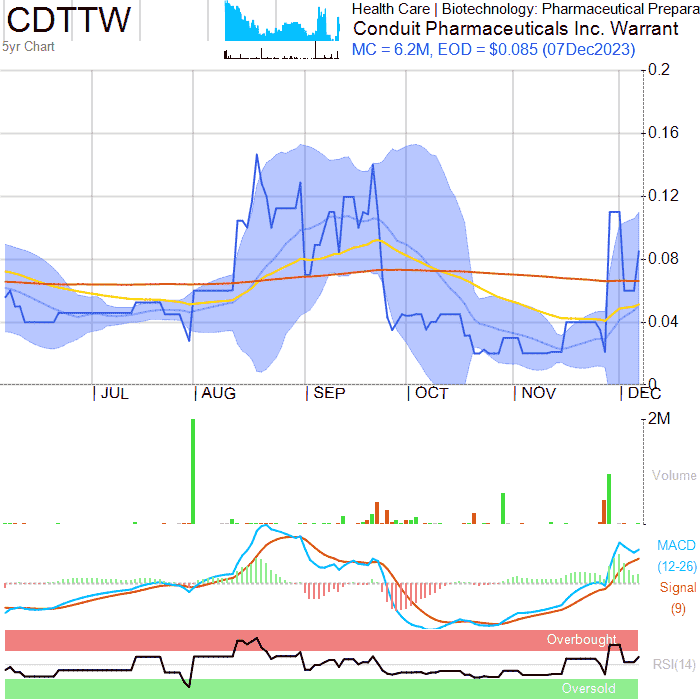 CDTTW
5yr Chart
Health Care | Biotechnology: Pharmaceutical Prepara
Conduit Pharmaceuticals Inc. Warrant
MC = 6.2M, EOD = $0.085 (07Dec2023)
0.2
0.16
0.12
0.08
0.04
0
JUL AUG SEP OCT NOV DEC
2M
Volume
MACD
(12-26)
Signal
(9)
Overbought
RSI(14)
Oversold